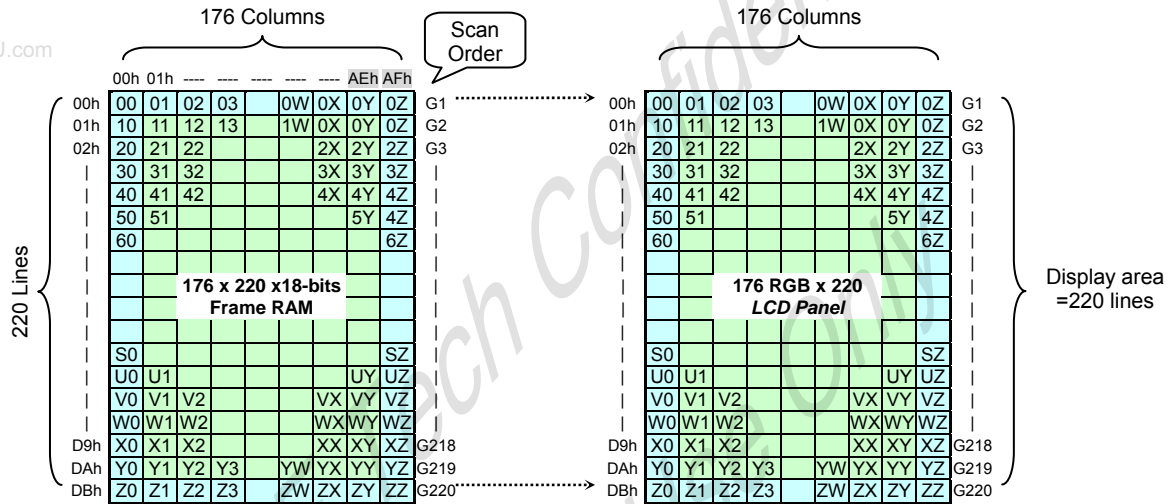 176 Columns 176 Columns
Scan
Order
J.com
00h 01h ---- ---- ---- ---- ---- AEh AFh
00h 00 01 02 03 0W 0X 0Y 0Z G1 00h 00 01 02 03 0W 0X 0Y 0Z G1
01h 10 11 12 13 1W 0X 0Y 0Z G2 01h 10 11 12 13 1W 0X 0Y 0Z G2
02h 20 21 22 2X 2Y 2Z G3 02h 20 21 22 2X 2Y 2Z G3
30 31 32 3X 3Y 3Z 30 31 32 3X 3Y 3Z
40 41 42 4X 4Y 4Z 40 41 42 4X 4Y 4Z
50 51 5Y 4Z 50 51 5Y 4Z
60 6Z 60 6Z
220 Lines
176 x 220 x18-bits
Frame RAM
176 RGB x 220
LCD Panel
Display area
=220 lines
S0 SZ S0 SZ
U0 U1 UY UZ U0 U1 UY UZ
V0 V1 V2 VX VY VZ V0 V1 V2 VX VY VZ
W0 W1 W2 WX WY WZ W0 W1 W2 WX WY WZ
D9h X0 X1 X2 XX XY XZ G218 D9h X0 X1 X2 XX XY XZ G218
DAh Y0 Y1 Y2 Y3 YW YX YY YZ G219 DAh Y0 Y1 Y2 Y3 YW YX YY YZ G219
DBh Z0 Z1 Z2 Z3 ZW ZX ZY ZZ G220 DBh Z0 Z1 Z2 Z3 ZW ZX ZY ZZ G220
Tech Confiden
Only